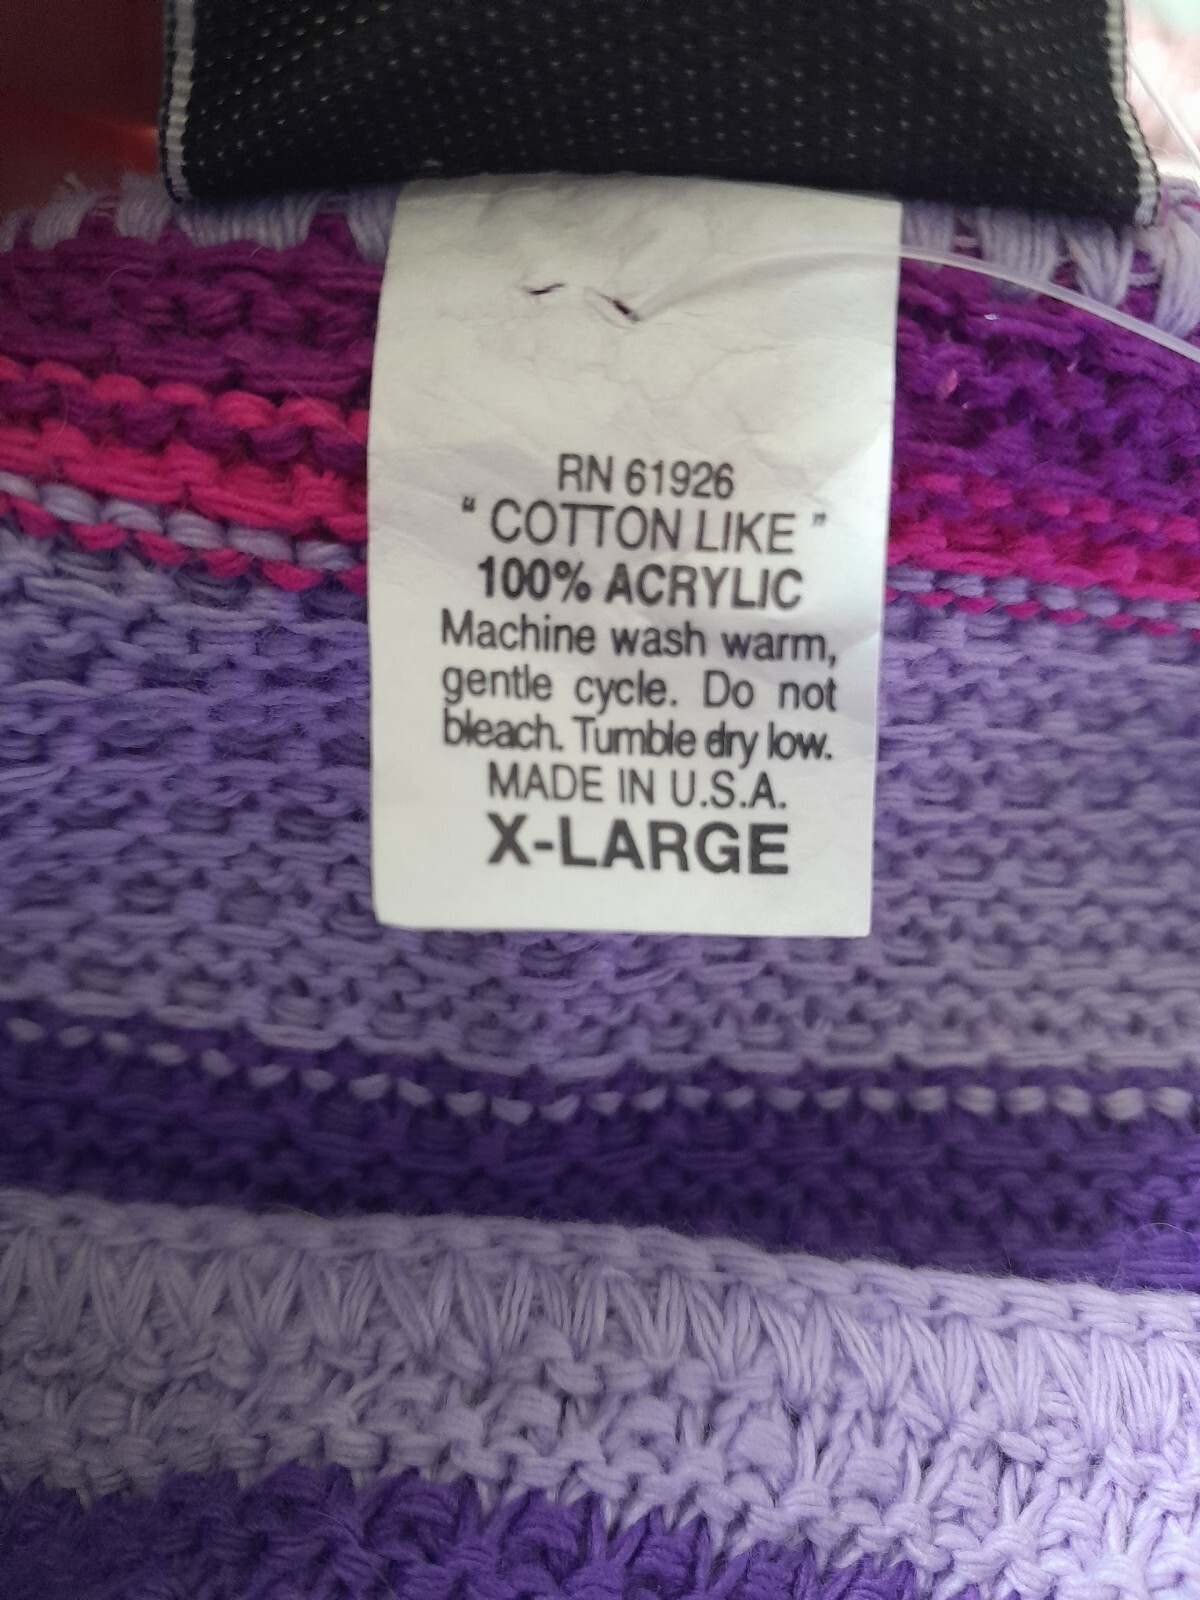 RN 61926
“ COTTON LIKE ”
100% ACRYLIC
Machine wash warm,
gentle cycle. Do not
bleach. Tumble dry low.
MADE IN U.S.A.
X-LARGE